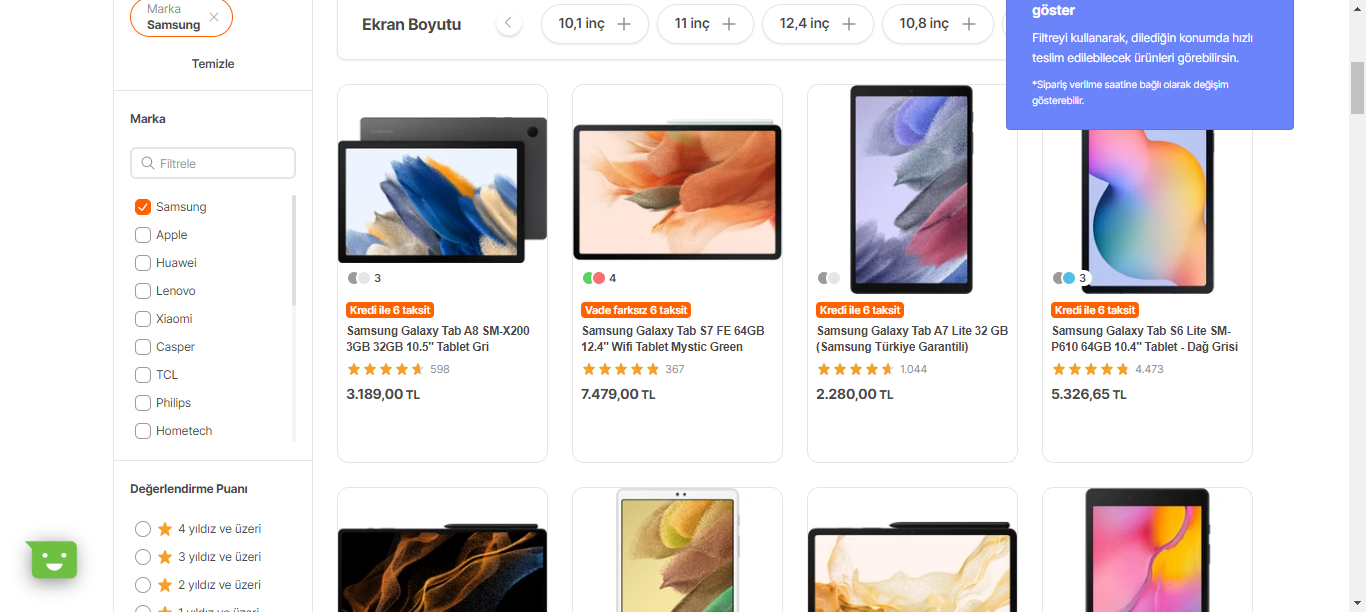 Marka
Samsung
Temizle
Marka
Filtrele
Samsung
Apple
Huawei
Lenovo
Xiaomi
Casper
TCL
Philips
Hometech
Değerlendirme Puanı
4 yıldız ve üzeri
3 yıldız ve üzeri
2 yıldız ve üzeri
1 yıldız ve üzeri
Ekran Boyutu
10,1 inç
11 inç
12,4 inç
10,8 inç
göster
Filtreyi kullanarak, dilediğin konumda hızlı
teslim edilebilecek ürünleri görebilirsin.
*Sipariş verilme saatine bağlı olarak değişim
gösterebilir.
3
Kredi ile 6 taksit
Samsung Galaxy Tab A8 SM-X200
3GB 32GB 10.5" Tablet Gri
598
3.189,00 TL
4
Vade farksız 6 taksit
Samsung Galaxy Tab S7 FE 64GB
12.4" Wifi Tablet Mystic Green
367
7.479,00 TL
Kredi ile 6 taksit
Samsung Galaxy Tab A7 Lite 32 GB
(Samsung Türkiye Garantili)
1.044
2.280,00 TL
3
Kredi ile 6 taksit
Samsung Galaxy Tab S6 Lite SM-
P610 64GB 10.4" Tablet - Dağ Grisi
4.473
5.326,65 TL